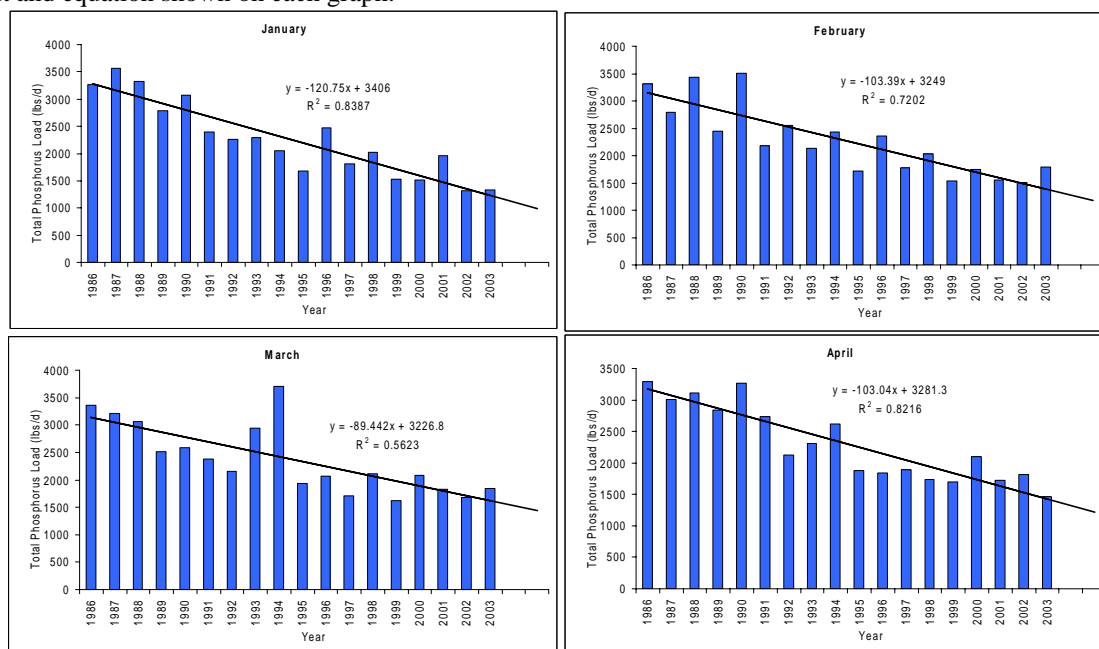 t and equation shown on each graph.
January
4000
3500
3000
2500
2000
1500
1000
500
0
Total Phosphorus Load (lbs/d)
y = -120.75x + 3406
R² = 0.8387
1986 1987 1988 1989 1990 1991 1992 1993 1994 1995 1996 1997 1998 1999 2000 2001 2002 2003
Year
February
4000
3500
3000
2500
2000
1500
1000
500
0
Total Phosphorus Load (lbs/d)
y = -103.39x + 3249
R² = 0.7202
1986 1987 1988 1989 1990 1991 1992 1993 1994 1995 1996 1997 1998 1999 2000 2001 2002 2003
Year
March
4000
3500
3000
2500
2000
1500
1000
500
0
Total Phosphorus Load (lbs/d)
y = -89.442x + 3226.8
R² = 0.5623
1986 1987 1988 1989 1990 1991 1992 1993 1994 1995 1996 1997 1998 1999 2000 2001 2002 2003
Year
April
3500
3000
2500
2000
1500
1000
500
0
Total Phosphorus Load (lbs/d)
y = -103.04x + 3281.3
R² = 0.8216
1986 1987 1988 1989 1990 1991 1992 1993 1994 1995 1996 1997 1998 1999 2000 2001 2002 2003
Year